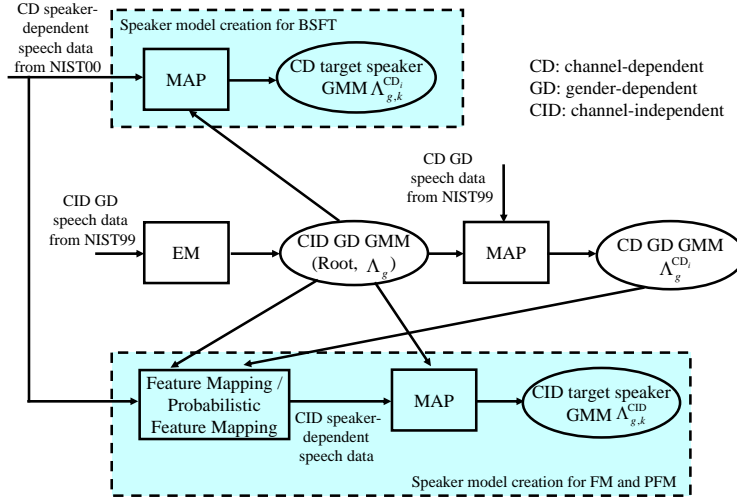 CD speaker-
dependent
speech data
from NIST00
Speaker model creation for BSFT
MAP
CD target speaker
GMM Λ_{g,k}^{CD_i}
CD: channel-dependent
GD: gender-dependent
CID: channel-independent
CD GD
speech data
from NIST99
CID GD
speech data
from NIST99
EM
CID GD GMM
(Root, Λ_g)
MAP
CD GD GMM
Λ_g^{CD_i}
Feature Mapping /
Probabilistic
Feature Mapping
CID speaker-
dependent
speech data
MAP
CID target speaker
GMM Λ_{g,k}^{CID}
Speaker model creation for FM and PFM